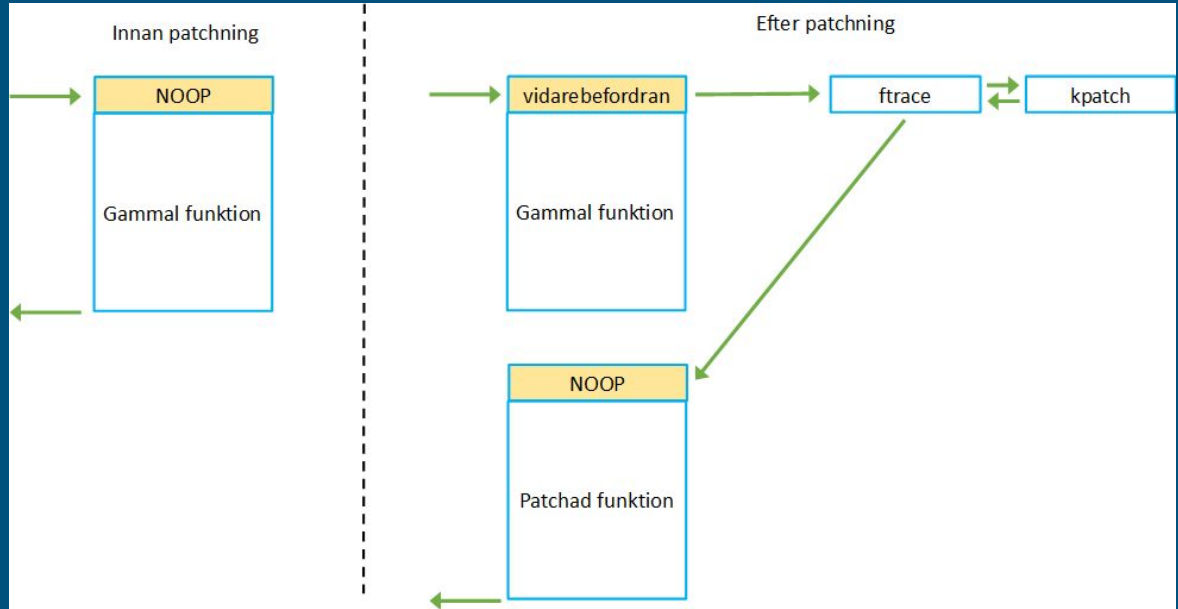 Innan patchning
Efter patchning
NOOP
vidarebefordran
ftrace
kpatch
Gammal funktion
Gammal funktion
NOOP
Patchad funktion